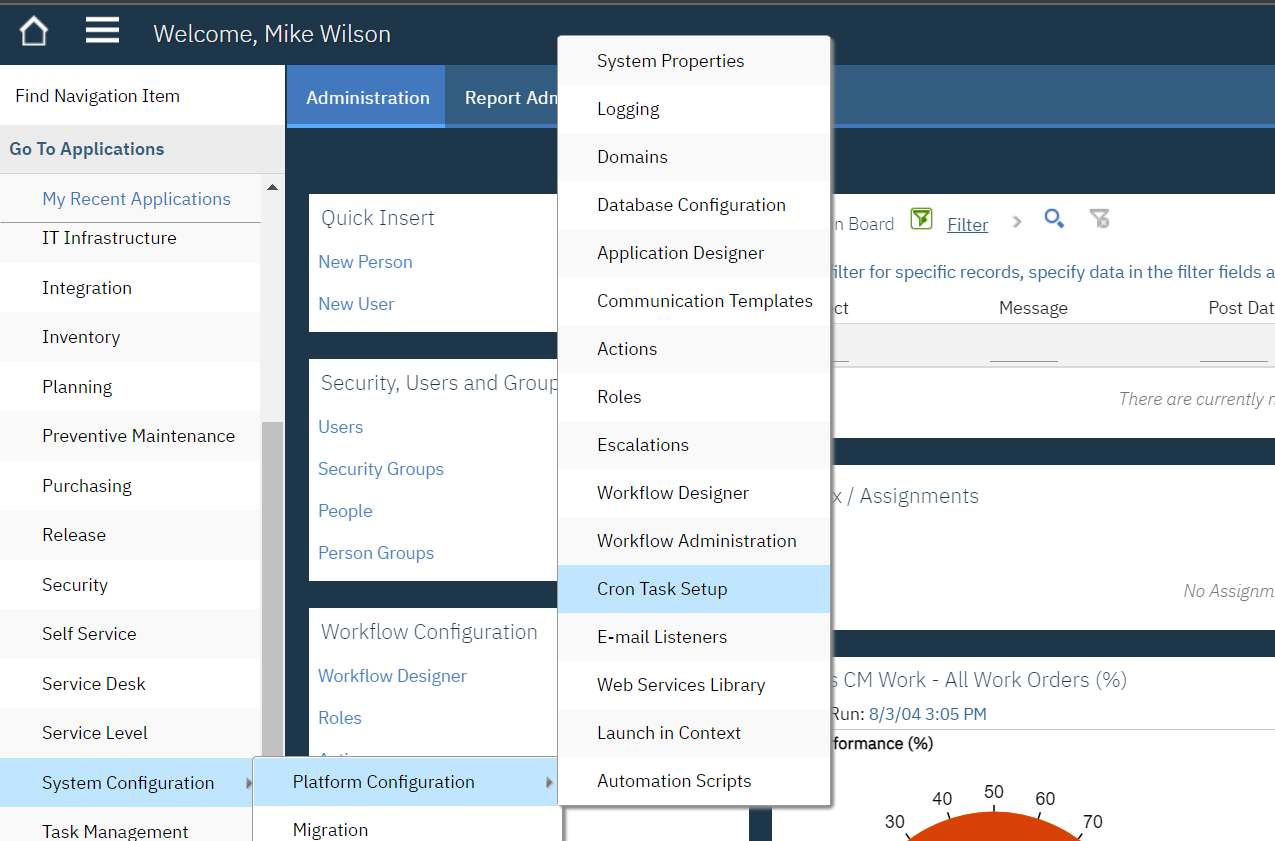 Welcome, Mike Wilson
Find Navigation Item
Go To Applications
My Recent Applications
IT Infrastructure
Integration
Inventory
Planning
Preventive Maintenance
Purchasing
Release
Security
Self Service
Service Desk
Service Level
System Configuration
Task Management
Platform Configuration
Migration
System Properties
Logging
Domains
Database Configuration
Application Designer
Communication Templates
Actions
Roles
Escalations
Workflow Designer
Workflow Administration
Cron Task Setup
E-mail Listeners
Web Services Library
Launch in Context
Automation Scripts
Administration
Report Adm
Quick Insert
New Person
New User
Security, Users and Group
Users
Security Groups
People
Person Groups
Workflow Configuration
Workflow Designer
Roles
n Board Filter
ilter for specific records, specify data in the filter fields a
ct Message Post Dat
There are currently n
x / Assignments
No Assignm
s CM Work - All Work Orders (%)
Run: 8/3/04 3:05 PM
formance (%)
30 40 50 60 70